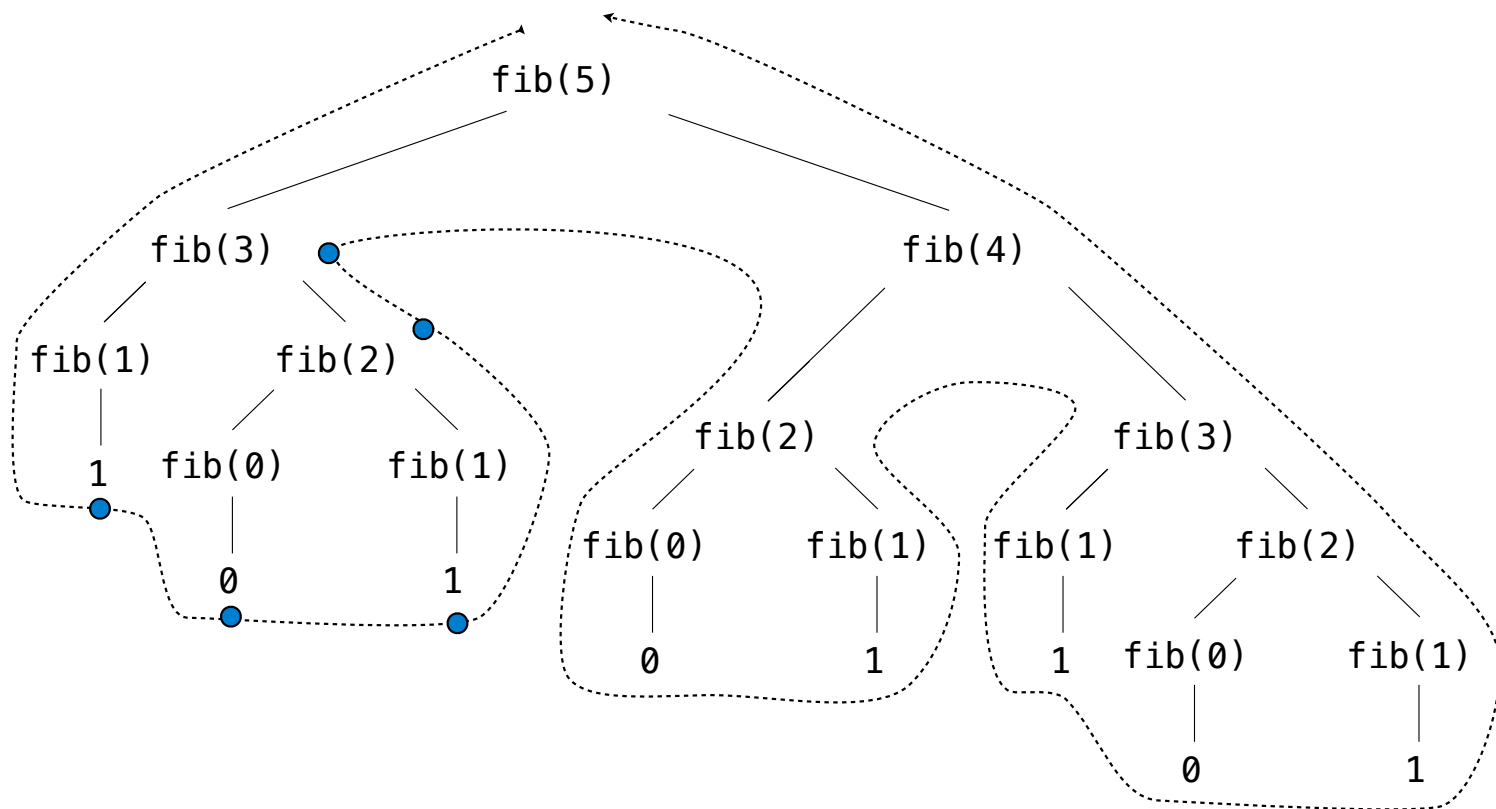 fib(5)
fib(3) fib(4)
fib(1) fib(2)
fib(2) fib(3)
1 fib(0) fib(1)
fib(0) fib(1) fib(1) fib(2)
0 1
0 1 1 fib(0) fib(1)
0 1